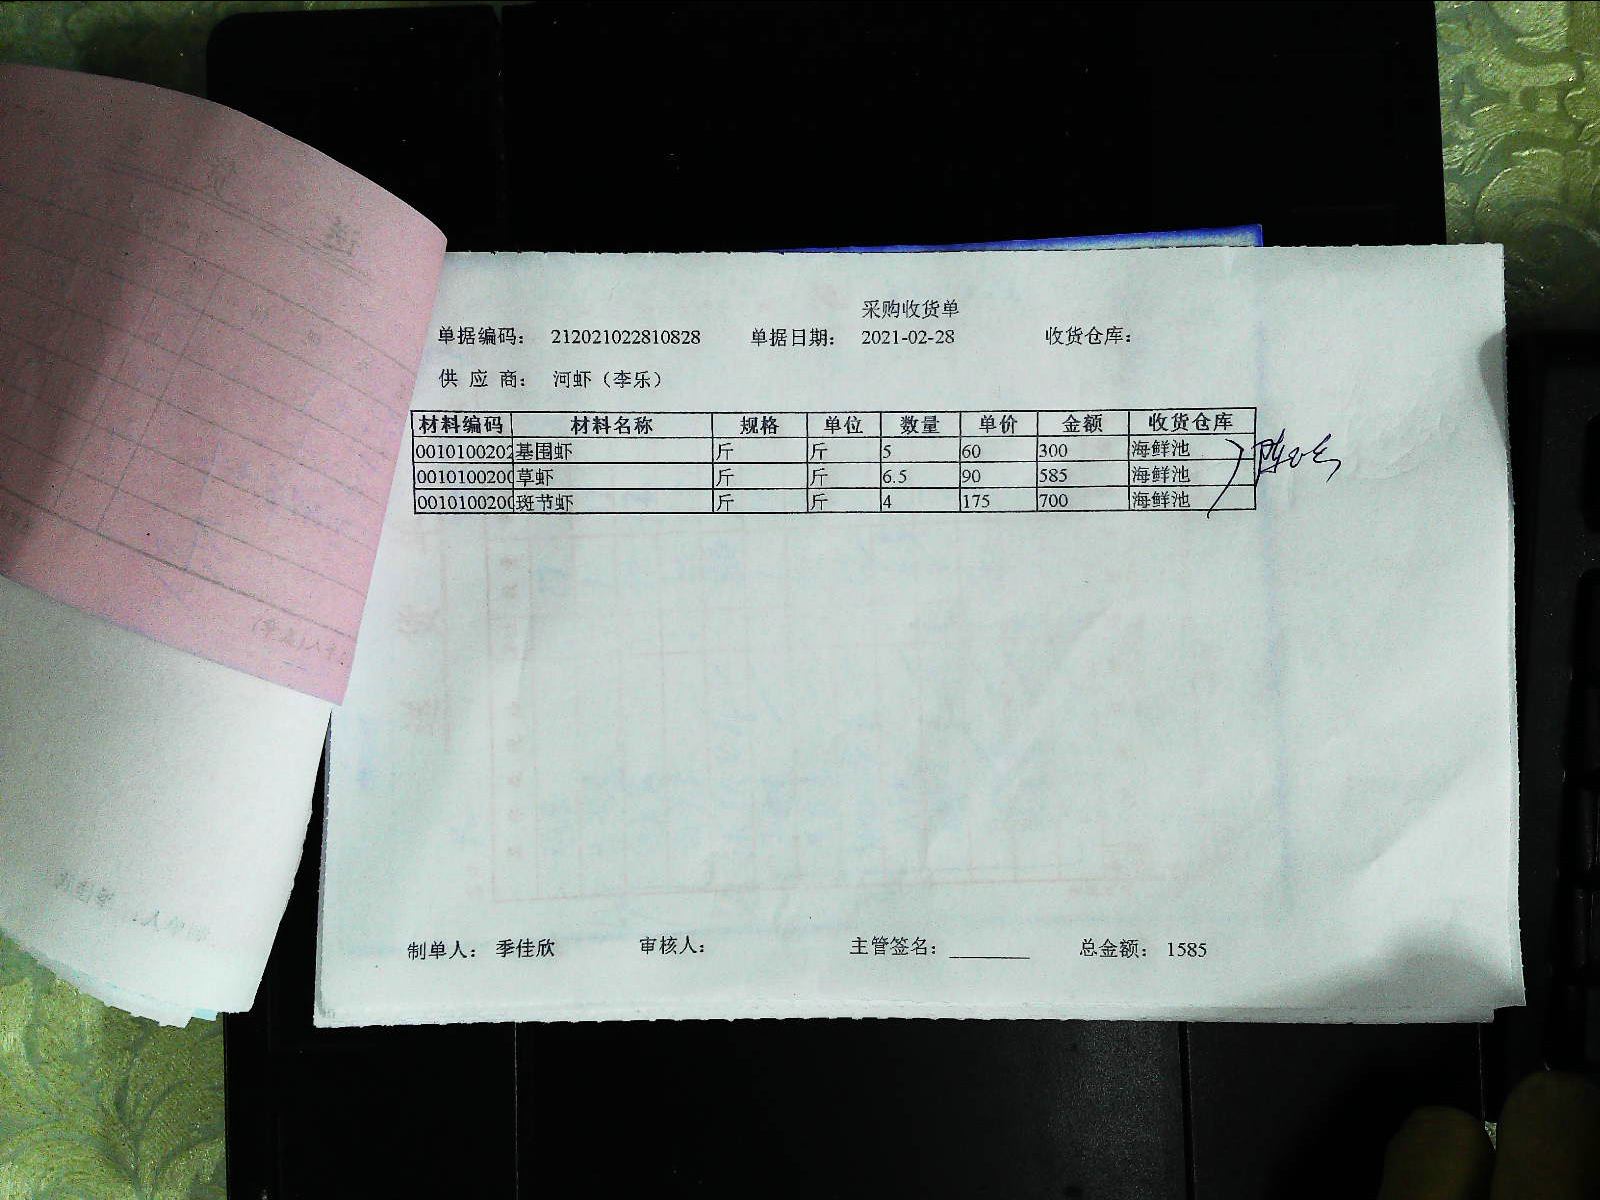 采购收货单
单据编码： 212021022810828 单据日期： 2021-02-28 收货仓库：
供 应 商： 河虾（李乐）
材料编码 材料名称 规格 单位 数量 单价 金额 收货仓库
0010100202 基围虾 斤 斤 5 60 300 海鲜池
001010020 草虾 斤 斤 6.5 90 585 海鲜池
001010020 斑节虾 斤 斤 4 175 700 海鲜池
制单人： 季佳欣 审核人： 主管签名： 总金额： 1585